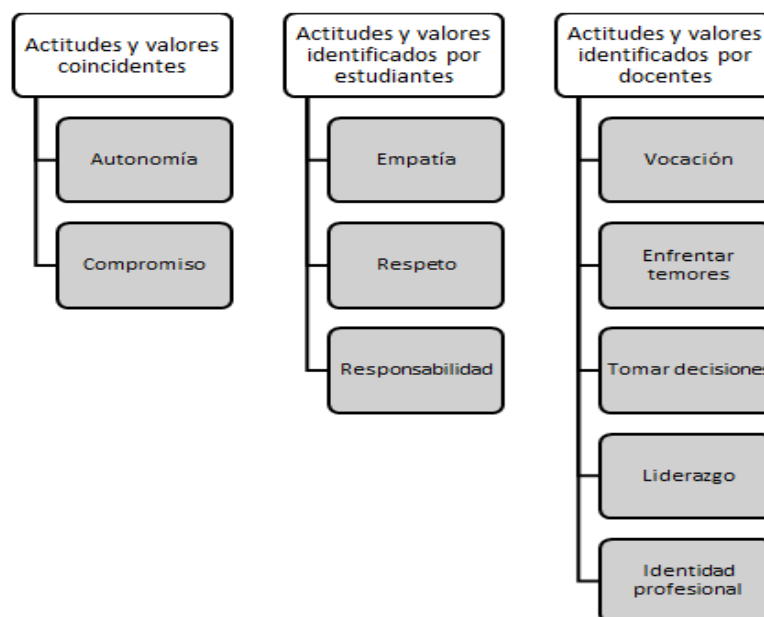 Actitudes y valores
coincidentes
Autonomía
Compromiso
Actitudes y valores
identificados por
estudiantes
Empatía
Respeto
Responsabilidad
Actitudes y valores
identificados por
docentes
Vocación
Enfrentar
temores
Tomar decisiones
Liderazgo
Identidad
profesional